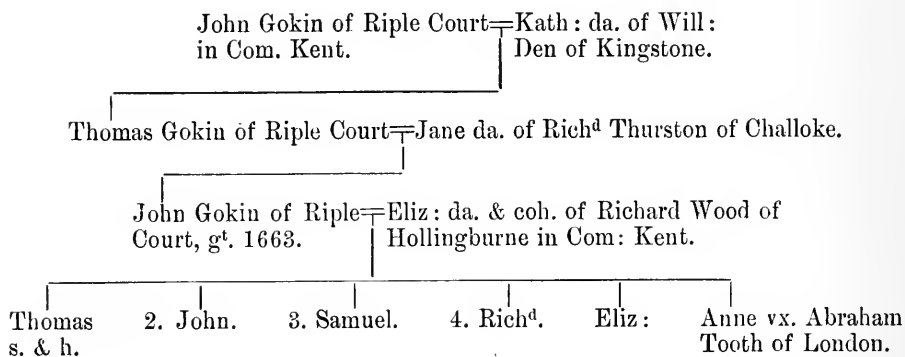 John Gokin of Riple Court=Kath: da. of Will:
in Com. Kent. Den of Kingstone.
Thomas Gokin of Riple Court=Jane da. of Richᵈ Thurston of Challoke.
John Gokin of Riple=Eliz: da. & coh. of Richard Wood of
Court, gᵗ. 1663. Hollingburne in Com: Kent.
Thomas 2. John. 3. Samuel. 4. Richᵈ. Eliz: Anne vx. Abraham
s. & h. Tooth of London.